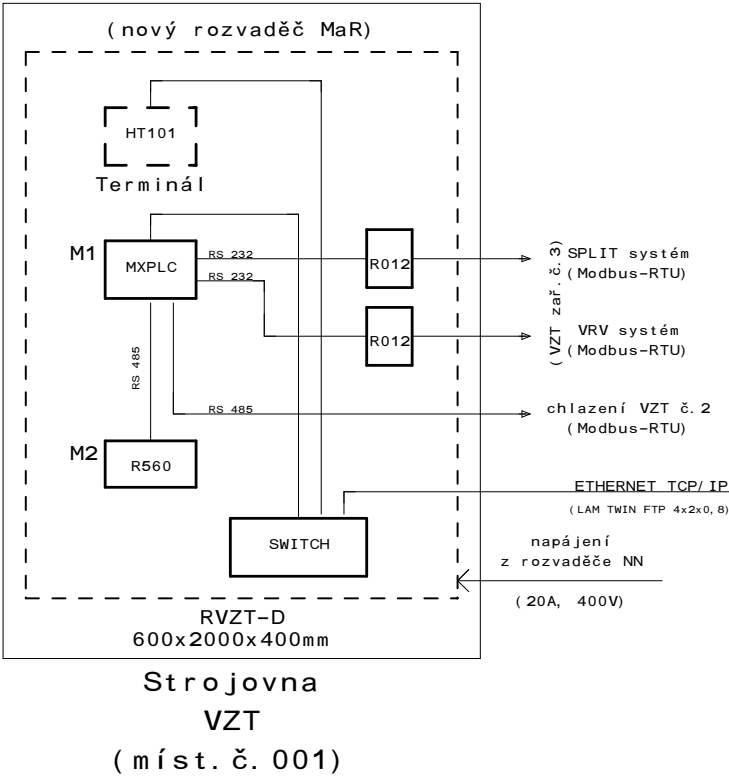 (nový rozvaděč MaR)
HT101
Terminál
M1
MXPLC
RS 232
RS 232
R012
R012
(VZT zař.č.3)
SPLIT systém
(Modbus-RTU)
VRV systém
(Modbus-RTU)
RS 485
RS 485
chlazení VZT č.2
(Modbus-RTU)
M2
R560
ETHERNET TCP/IP
(LAM TWIN FTP 4x2x0,8)
SWITCH
napájení
z rozvaděče NN
(20A, 400V)
RVZT-D
600x2000x400mm
Strojovna
VZT
(míst.č.001)